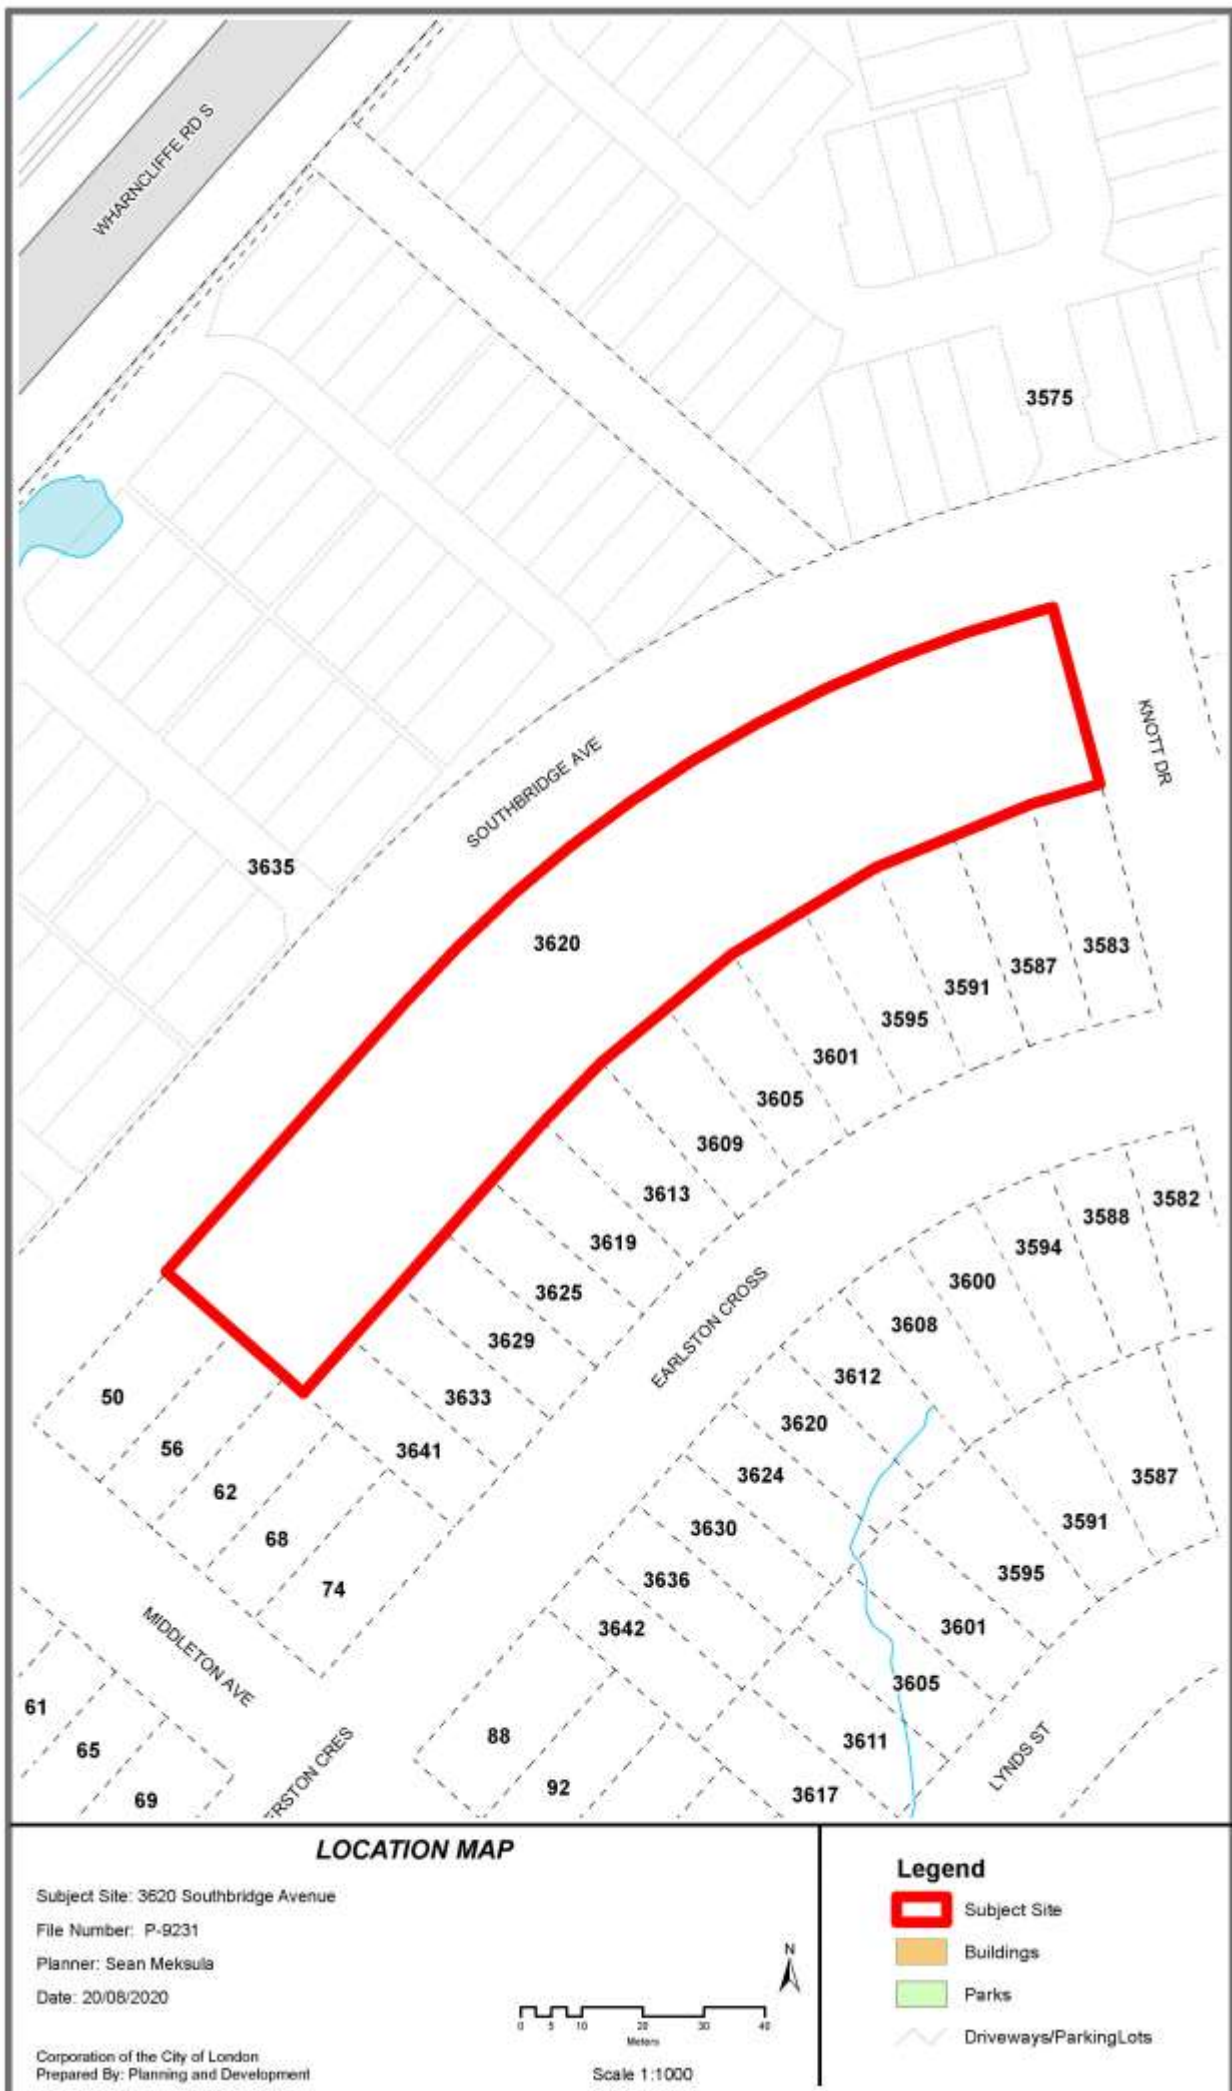 WHARNCLIFFE RD S
3575
KNOTT DR
SOUTHBRIDGE AVE
3635
3620
3583
3587
3591
3595
3601
3605
3609
3613
3619
3625
3629
3633
3641
EARLSTON CROSS
3582
3588
3594
3600
3608
3612
3620
3624
3630
3636
3642
50
56
62
68
74
3587
3591
3595
3601
3605
3611
3617
MIDDLETON AVE
61
65
69
ERSTON CRES
88
92
LYNDS ST
LOCATION MAP
Subject Site: 3620 Southbridge Avenue
File Number: P-9231
Planner: Sean Meksula
Date: 20/08/2020
Corporation of the City of London
Prepared By: Planning and Development
N
0 5 10 20 30 40
Meters
Scale 1:1000
Legend
Subject Site
Buildings
Parks
Driveways/ParkingLots